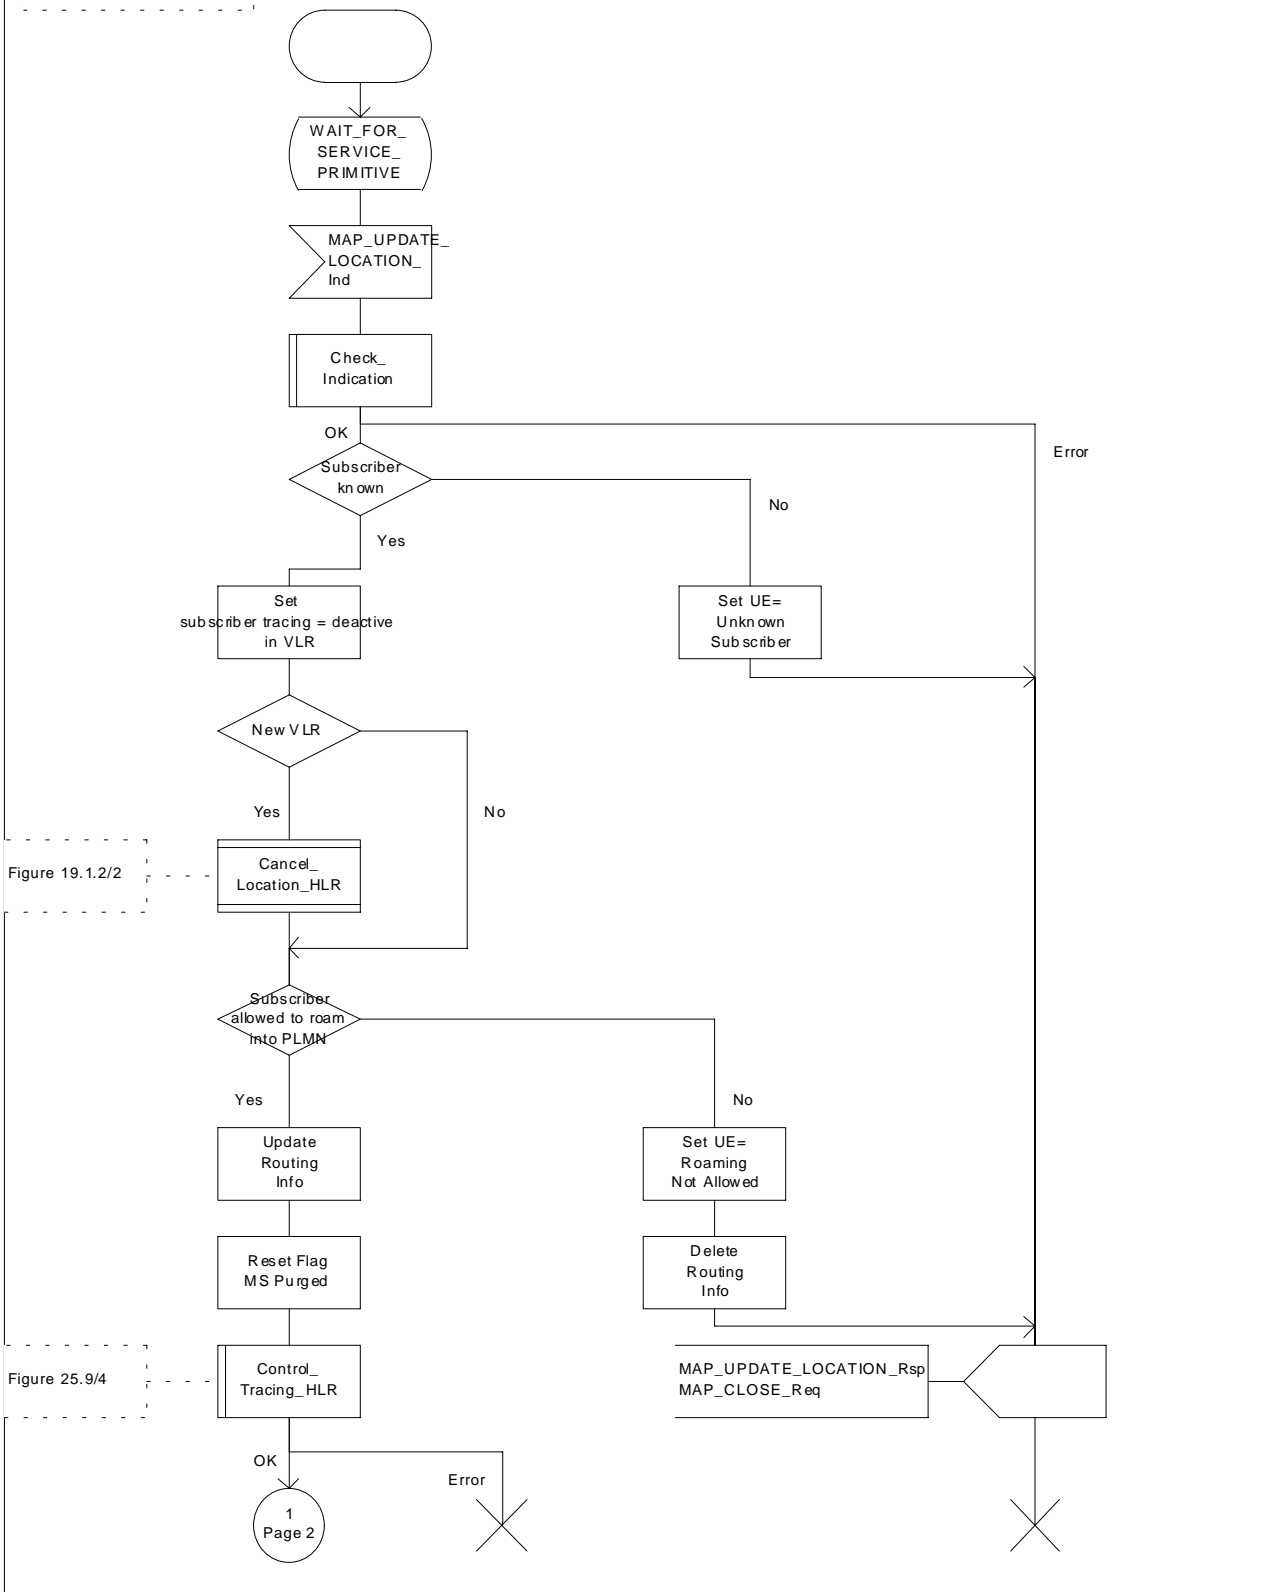 WAIT_FOR_
SERVICE_
PRIMITIVE
MAP_UPDATE_
LOCATION_
Ind
Check_
Indication
OK
Error
Subscriber
known
No
Yes
Set
subscriber tracing = deactive
in VLR
Set UE=
Unknown
Subscriber
New VLR
Yes
No
Figure 19.1.2/2
Cancel_
Location_HLR
Subscriber
allowed to roam
into PLMN
Yes
No
Update
Routing
Info
Set UE=
Roaming
Not Allowed
Reset Flag
MS Purged
Delete
Routing
Info
Figure 25.9/4
Control_
Tracing_HLR
MAP_UPDATE_LOCATION_Rsp
MAP_CLOSE_Req
OK
Error
1
Page 2